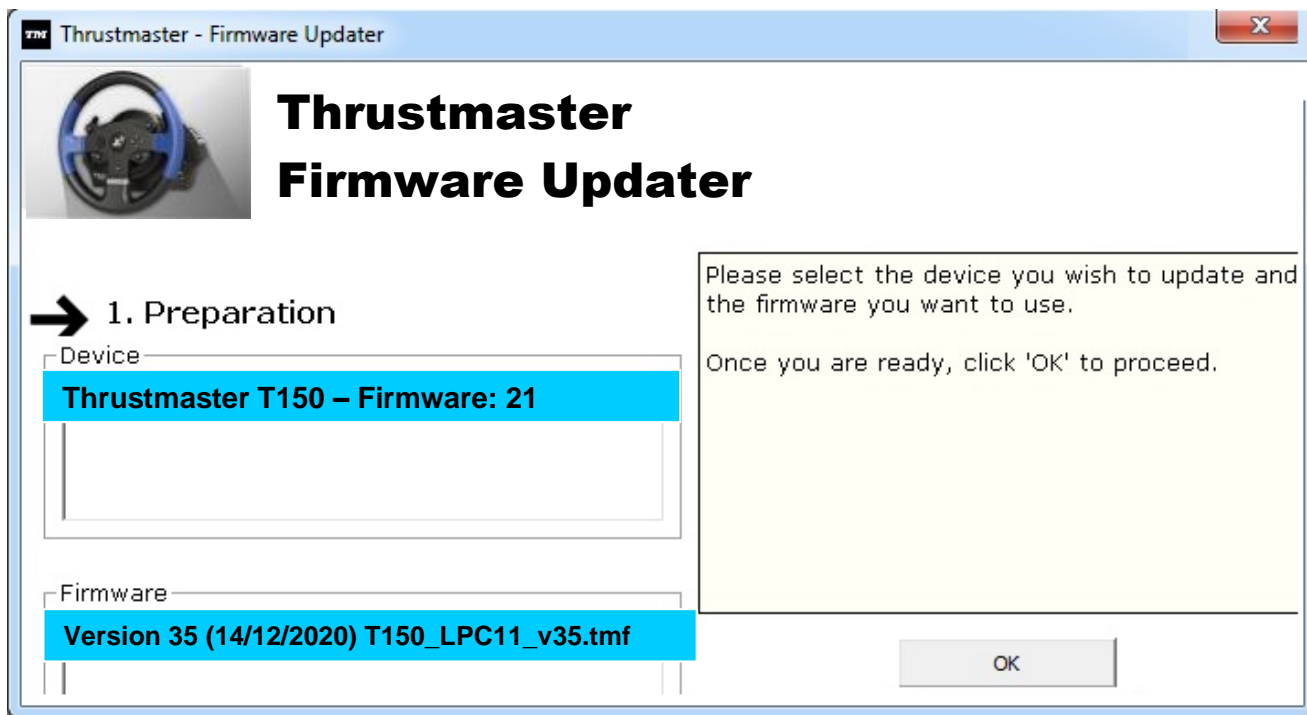 TM Thrustmaster - Firmware Updater
Thrustmaster
Firmware Updater
1. Preparation
Device
Thrustmaster T150 – Firmware: 21
Firmware
Version 35 (14/12/2020) T150_LPC11_v35.tmf
Please select the device you wish to update and
the firmware you want to use.
Once you are ready, click 'OK' to proceed.
OK